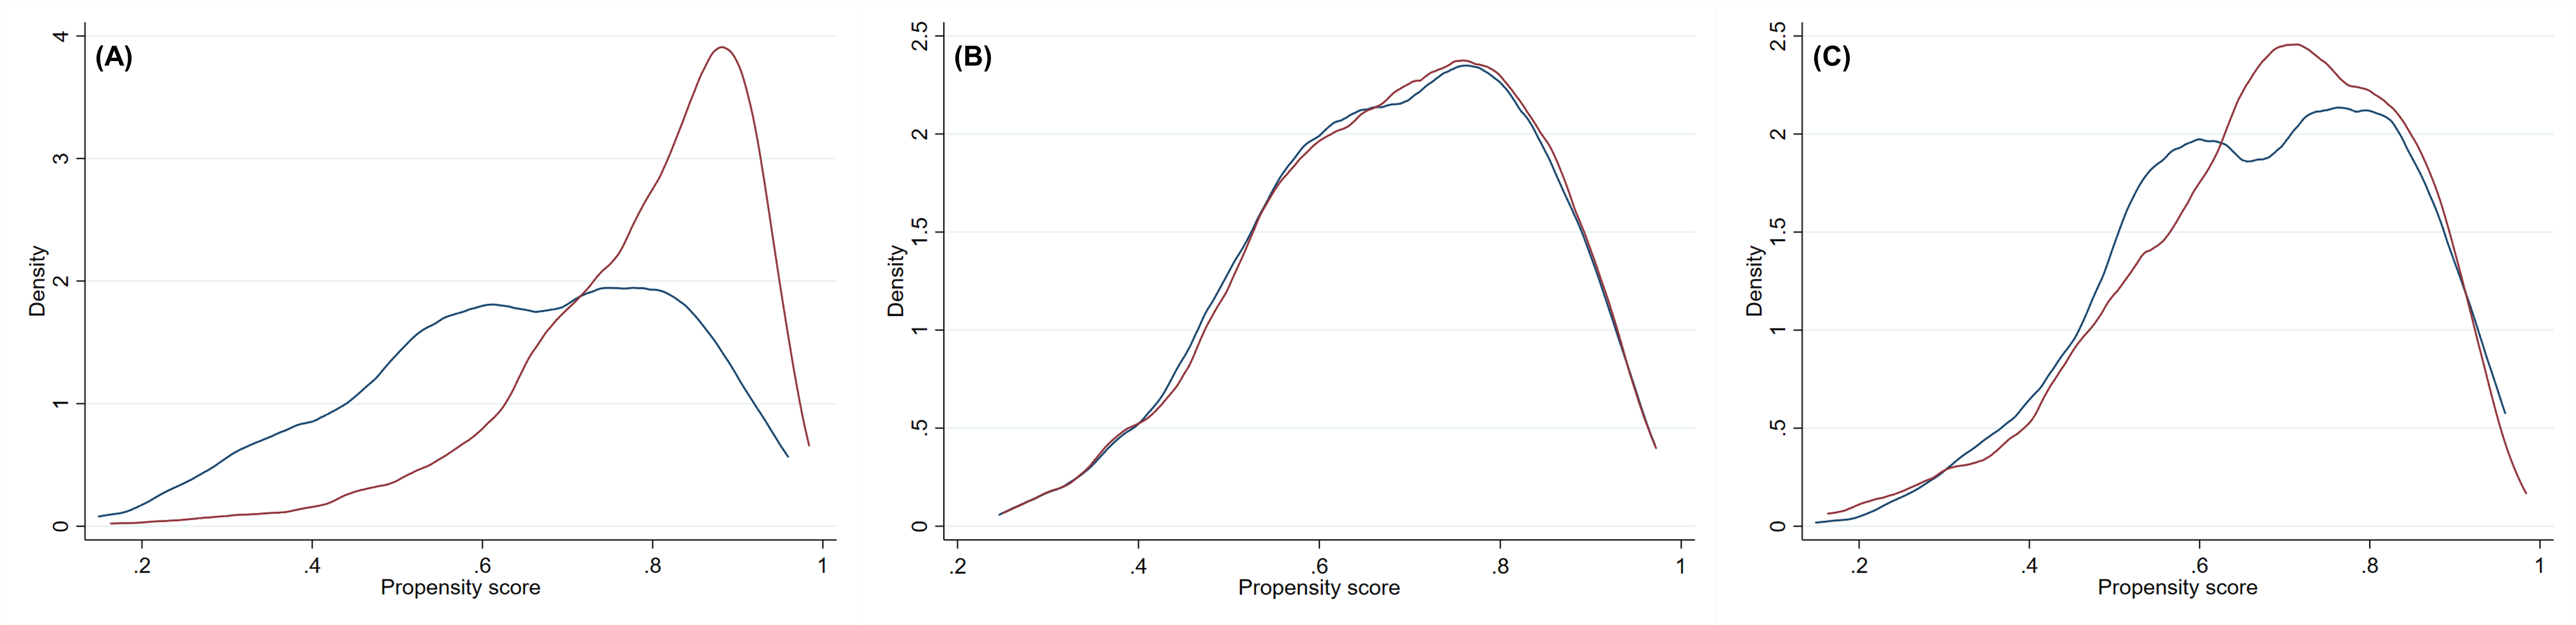 (A)
Density
4
3
2
1
0
.2 .4 .6 .8 1
Propensity score
(B)
Density
2.5
2
1.5
1
.5
0
.2 .4 .6 .8 1
Propensity score
(C)
Density
2.5
2
1.5
1
.5
0
.2 .4 .6 .8 1
Propensity score